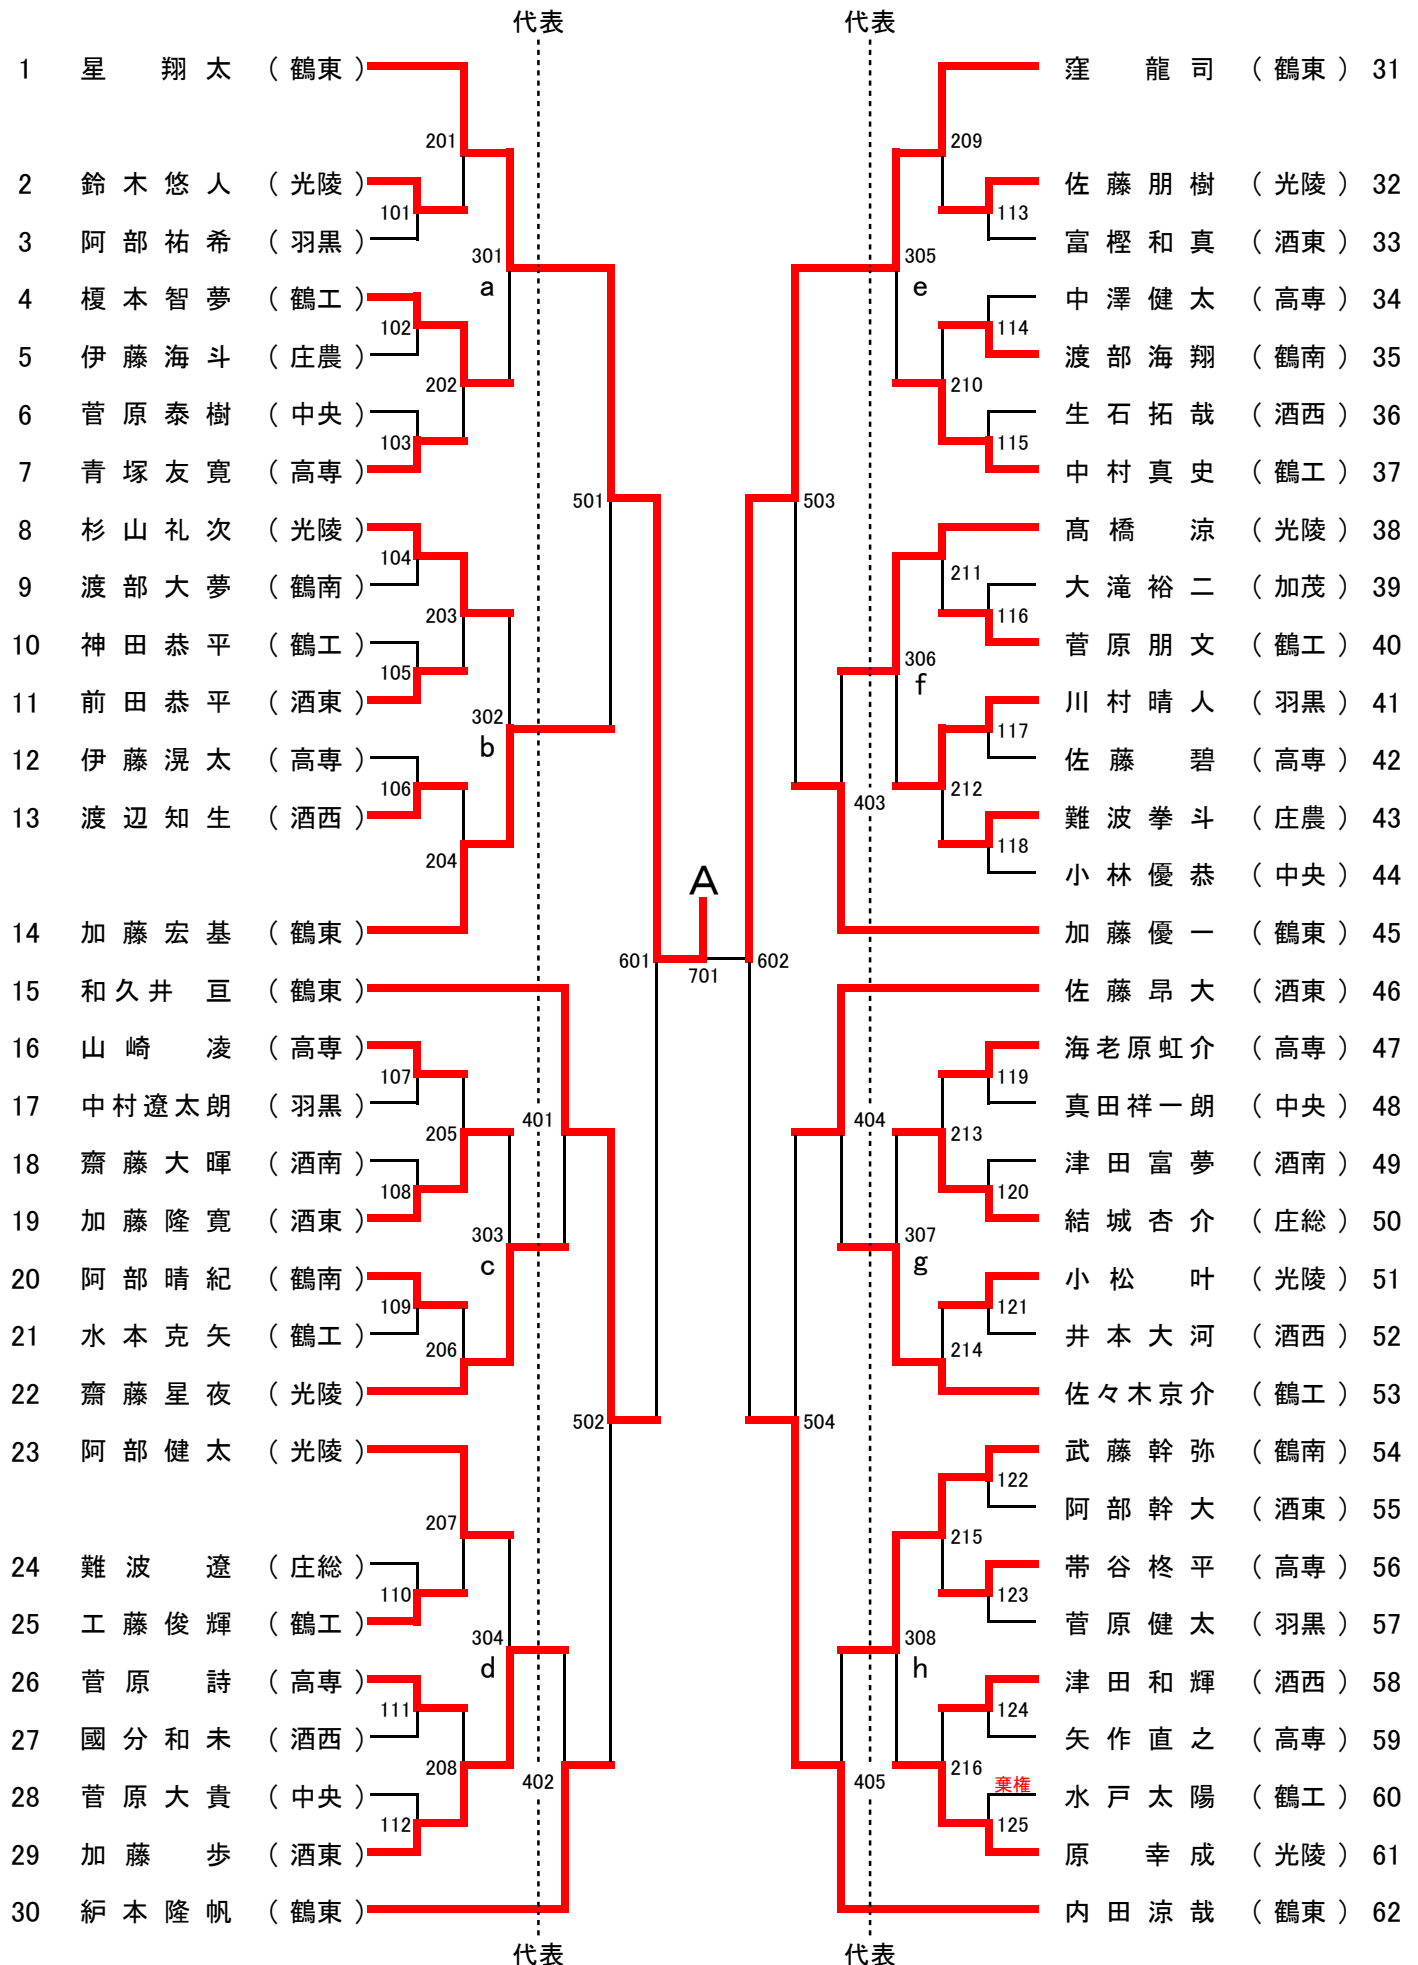 代表 代表
1 星 翔太 (鶴東) 窪 龍司 (鶴東) 31
201 209
2 鈴木悠人 (光陵) 佐藤朋樹 (光陵) 32
101 113
3 阿部祐希 (羽黒) 富樫和真 (酒東) 33
301 305
a e
4 榎本智夢 (鶴工) 中澤健太 (高専) 34
102 114
5 伊藤海斗 (庄農) 渡部海翔 (鶴南) 35
202 210
6 菅原泰樹 (中央) 生石拓哉 (酒西) 36
103 115
7 青塚友寛 (高専) 中村真史 (鶴工) 37
501 503
8 杉山礼次 (光陵) 髙橋 涼 (光陵) 38
104 211
9 渡部大夢 (鶴南) 大滝裕二 (加茂) 39
203 116
10 神田恭平 (鶴工) 菅原朋文 (鶴工) 40
105 306
f
11 前田恭平 (酒東) 川村晴人 (羽黒) 41
302 117
b
12 伊藤滉太 (高専) 佐藤 碧 (高専) 42
106 403 212
13 渡辺知生 (酒西) 難波拳斗 (庄農) 43
204 118
小林優恭 (中央) 44
A
14 加藤宏基 (鶴東) 加藤優一 (鶴東) 45
601 701 602
15 和久井 亘 (鶴東) 佐藤昂大 (酒東) 46
16 山崎 凌 (高専) 海老原虹介 (高専) 47
107 119
17 中村遼太朗 (羽黒) 真田祥一朗 (中央) 48
205 401 404 213
18 齋藤大暉 (酒南) 津田富夢 (酒南) 49
108 120
19 加藤隆寛 (酒東) 結城杏介 (庄総) 50
303 307
c g
20 阿部晴紀 (鶴南) 小松 叶 (光陵) 51
109 121
21 水本克矢 (鶴工) 井本大河 (酒西) 52
206 214
22 齋藤星夜 (光陵) 佐々木京介 (鶴工) 53
502 504
23 阿部健太 (光陵) 武藤幹弥 (鶴南) 54
122
阿部幹大 (酒東) 55
207 215
24 難波 遼 (庄総) 帯谷柊平 (高専) 56
110 123
25 工藤俊輝 (鶴工) 菅原健太 (羽黒) 57
304 308
d h
26 菅原 詩 (高専) 津田和輝 (酒西) 58
111 124
27 國分和未 (酒西) 矢作直之 (高専) 59
208 402 405 216 棄権
28 菅原大貴 (中央) 水戸太陽 (鶴工) 60
112 125
29 加藤 歩 (酒東) 原 幸成 (光陵) 61
30 絽本隆帆 (鶴東) 内田涼哉 (鶴東) 62
代表 代表